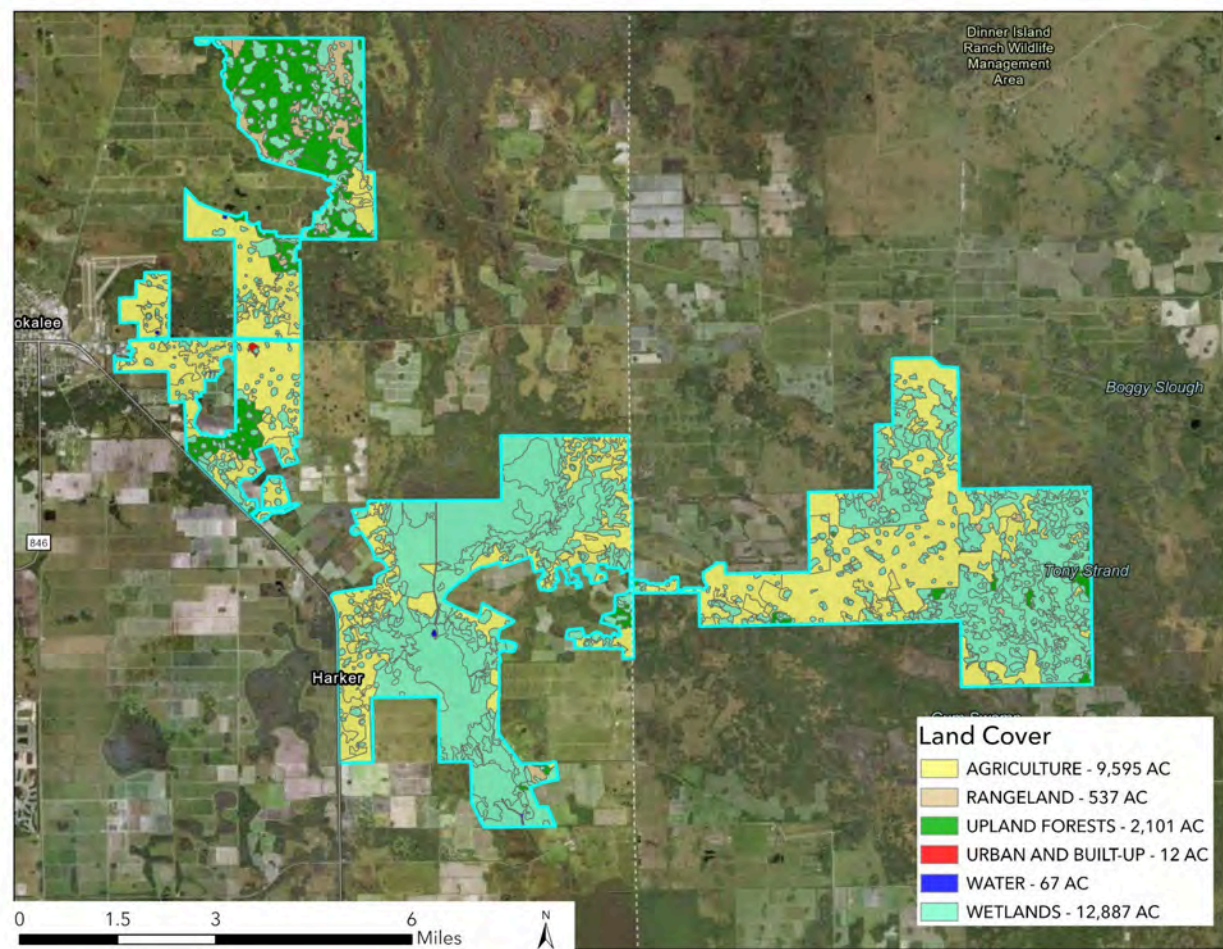 Dinner Island
Ranch Wildlife
Management
Area
okalee
Boggy Slough
846
Tony Strand
Harker
Land Cover
AGRICULTURE - 9,595 AC
RANGELAND - 537 AC
UPLAND FORESTS - 2,101 AC
URBAN AND BUILT-UP - 12 AC
WATER - 67 AC
WETLANDS - 12,887 AC
0 1.5 3 6
Miles
N